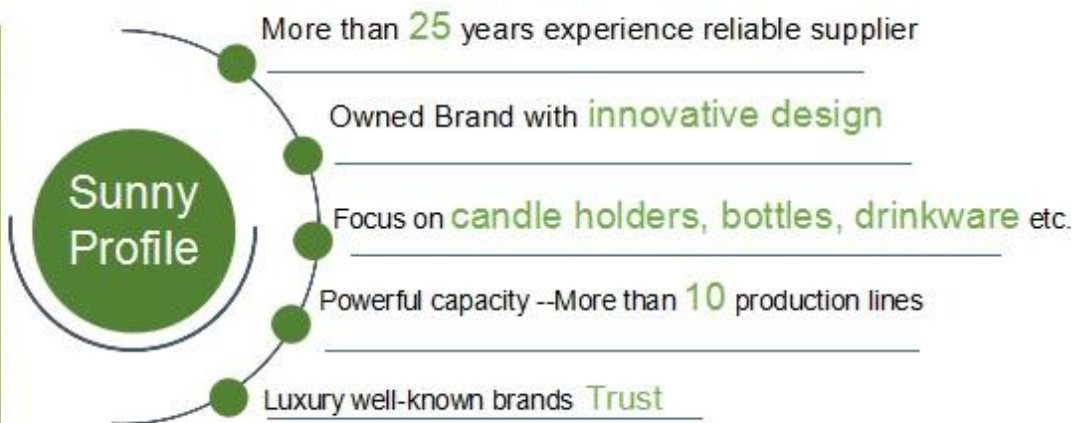 More than 25 years experience reliable supplier
Owned Brand with innovative design
Sunny
Profile
Focus on candle holders, bottles, drinkware etc.
Powerful capacity --More than 10 production lines
Luxury well-known brands Trust